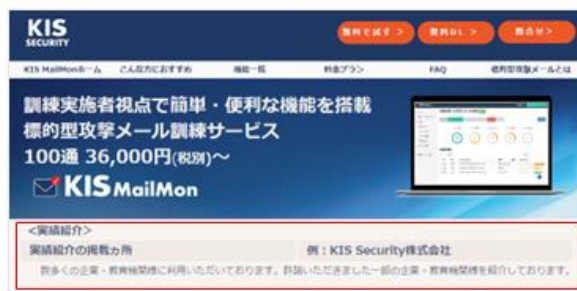 KIS
SECURITY
無料で試す >
資料DL >
問合せ>
KIS MailMonホーム
こんな方におすすめ
機能一覧
料金プラン
FAQ
標的型攻撃メールとは
訓練実施者視点で簡単・便利な機能を搭載
標的型攻撃メール訓練サービス
100通 36,000円(税別)～
KIS MailMon
<実績紹介>
実績紹介の掲載カ所
例：KIS Security株式会社
数多くの企業・教育機関様に利用いただいております。許諾いただきました一部の企業・教育機関様を紹介しております。